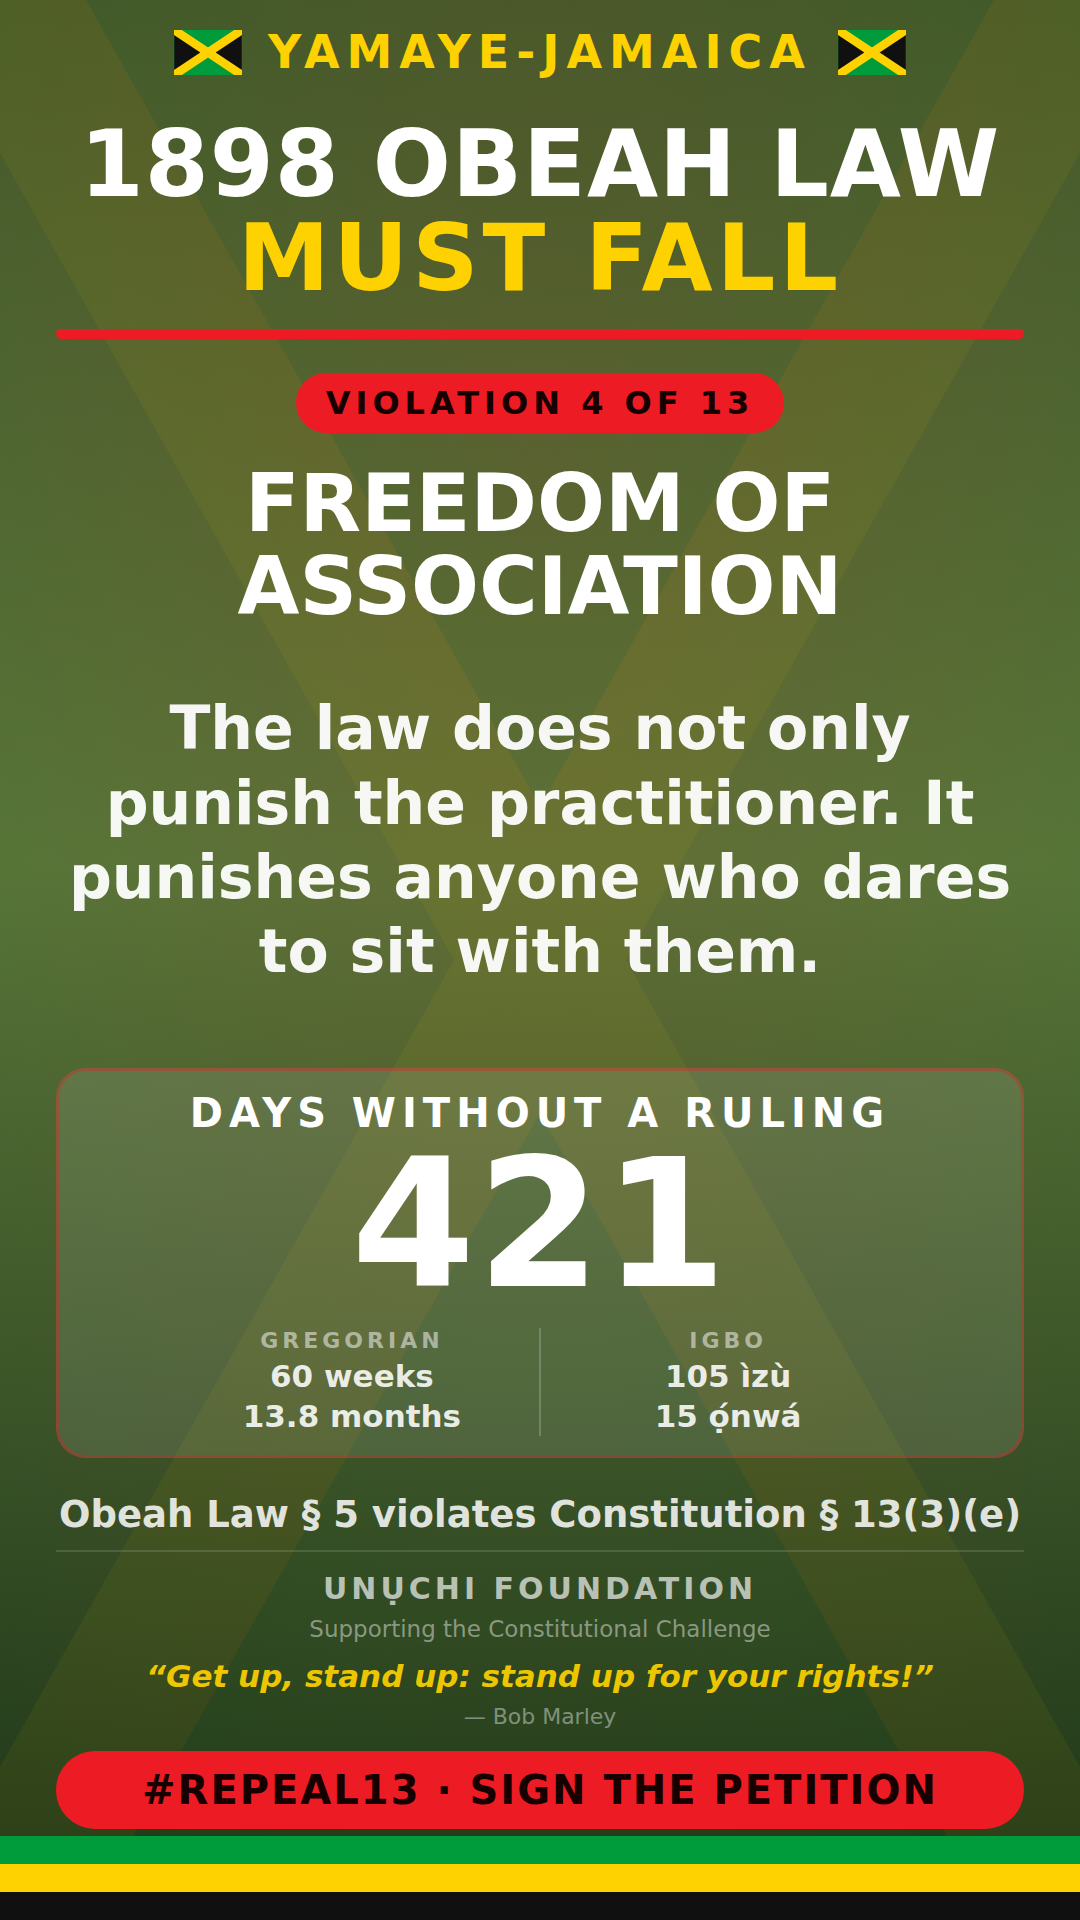 YAMAYE-JAMAICA
1898 OBEAH LAW
MUST FALL
VIOLATION 4 OF 13
FREEDOM OF
ASSOCIATION
The law does not only
punish the practitioner. It
punishes anyone who dares
to sit with them.
DAYS WITHOUT A RULING
421
GREGORIAN
60 weeks
13.8 months
IGBO
105 ìzù
15 ọ́nwá
Obeah Law § 5 violates Constitution § 13(3)(e)
UNỤCHI FOUNDATION
Supporting the Constitutional Challenge
“Get up, stand up: stand up for your rights!”
— Bob Marley
#REPEAL13 · SIGN THE PETITION